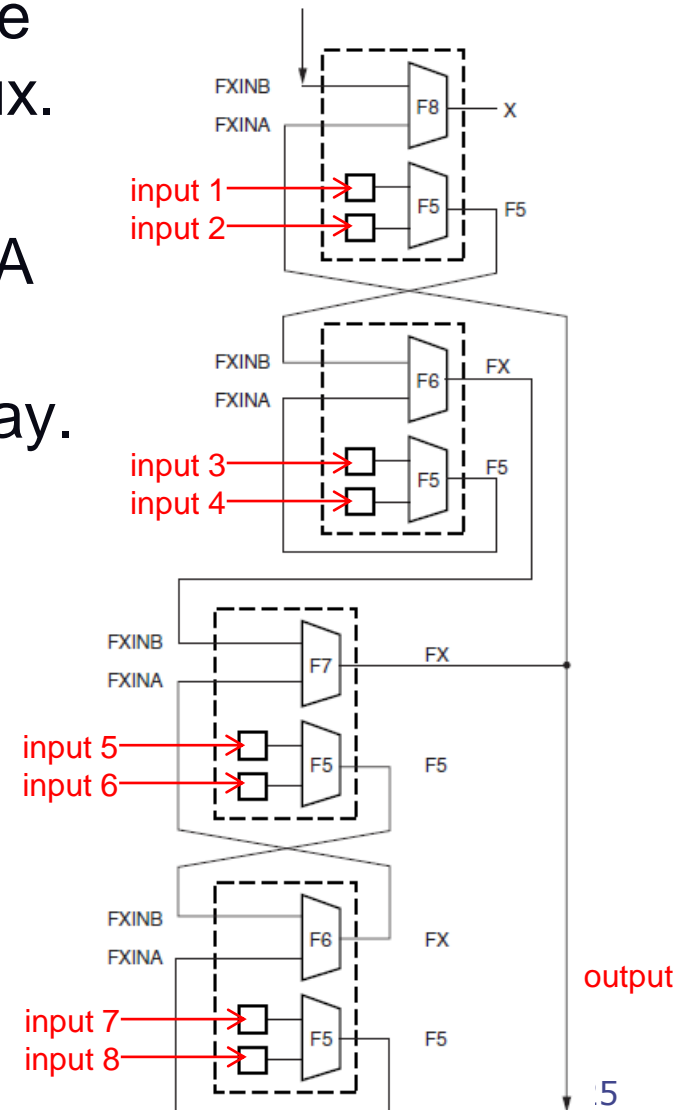 e
ux.
A
ay.
FXINB
F8
X
FXINA
input 1
F5
F5
input 2
FXINB
F6
FX
FXINA
input 3
F5
F5
input 4
FXINB
F7
FX
FXINA
input 5
F5
F5
input 6
FXINB
F6
FX
FXINA
output
input 7
F5
F5
input 8
:5